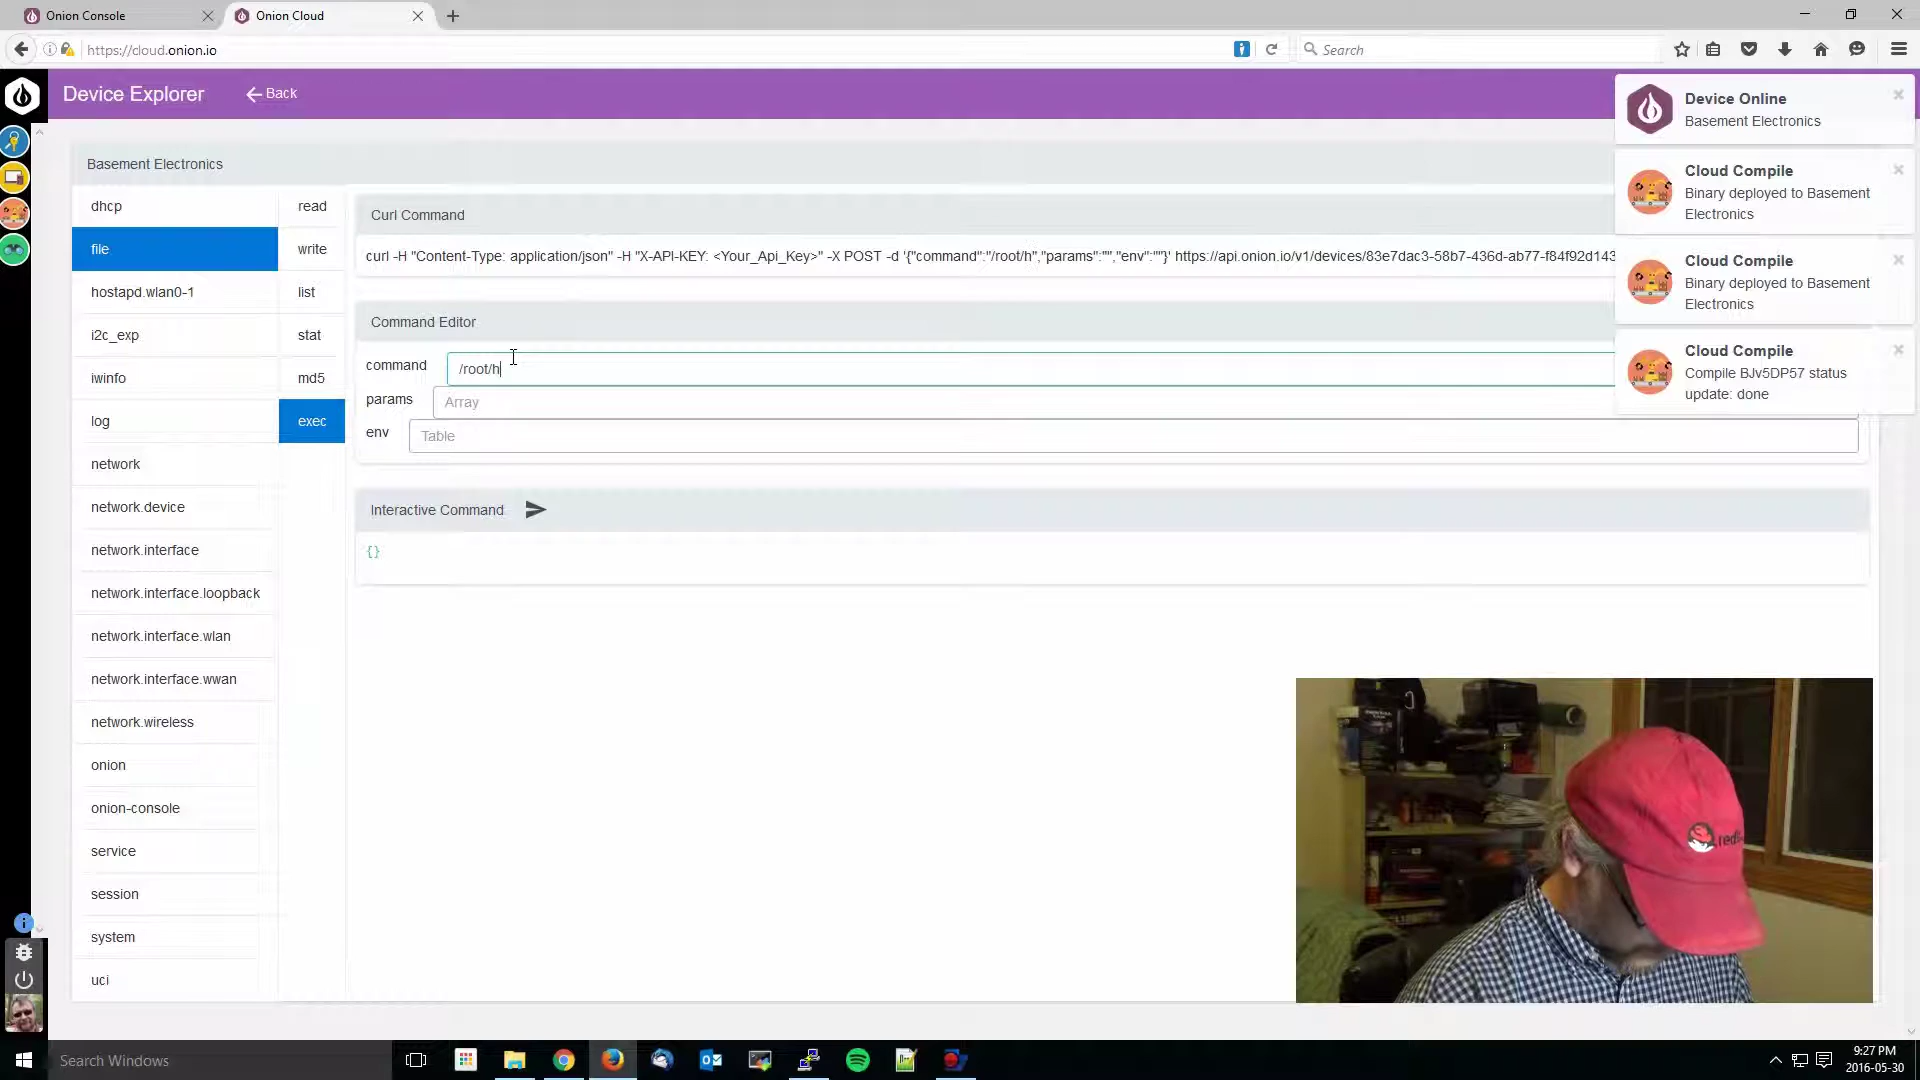 Onion Console
Onion Cloud
https://cloud.onion.io
Search
Device Explorer
Back
Device Online
Basement Electronics
Cloud Compile
Binary deployed to Basement
Electronics
Cloud Compile
Binary deployed to Basement
Electronics
Cloud Compile
Compile BJv5DP57 status
update: done
Basement Electronics
dhcp
file
hostapd.wlan0-1
i2c_exp
iwinfo
log
network
network.device
network.interface
network.interface.loopback
network.interface.wlan
network.interface.wwan
network.wireless
onion
onion-console
service
session
system
uci
read
write
list
stat
md5
exec
Curl Command
curl -H "Content-Type: application/json" -H "X-API-KEY: <Your_Api_Key>" -X POST -d '{"command":"/root/h","params":"","env":""}' https://api.onion.io/v1/devices/83e7dac3-58b7-436d-ab77-f84f92d143
Command Editor
command /root/h
params Array
env Table
Interactive Command
{}
Search Windows
9:27 PM
2016-05-30